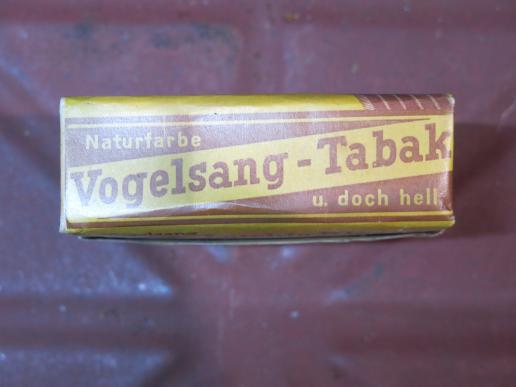 Naturfarbe
Vogelsang - Tabak
u. doch hell